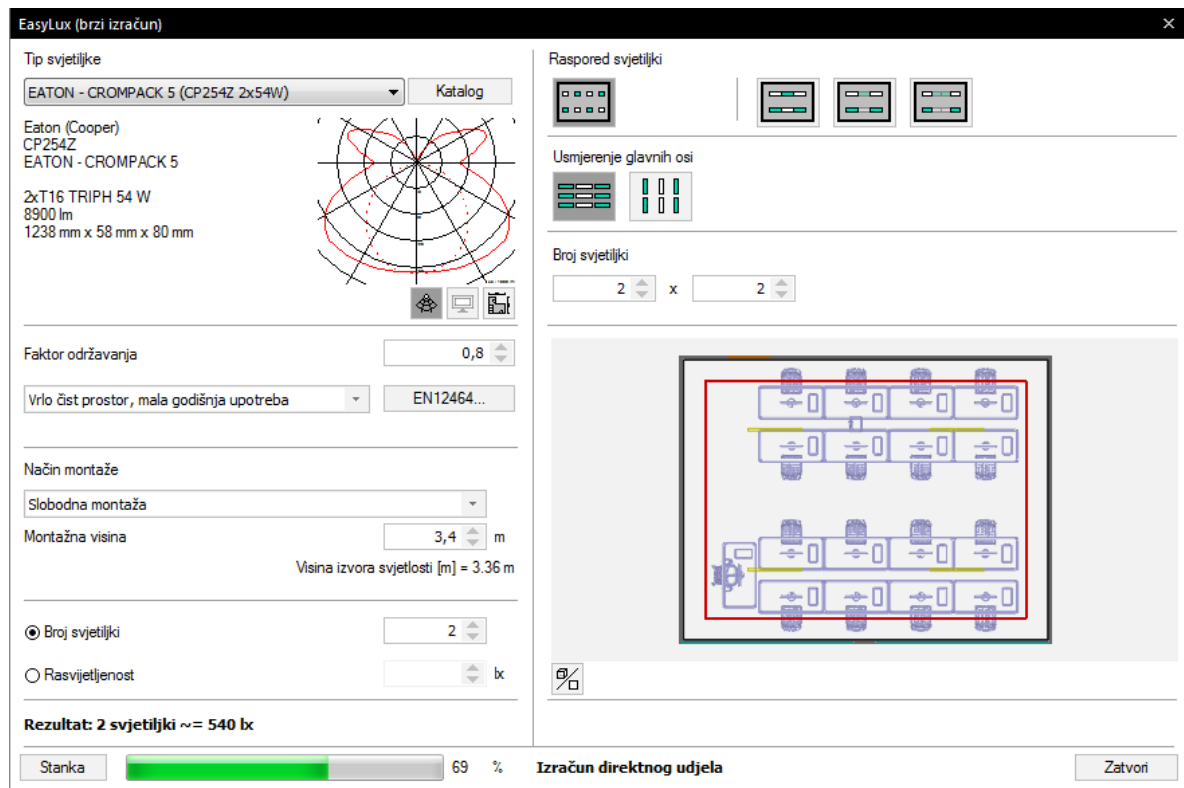 EasyLux (brzi izračun)
Tip svjetiljke
EATON - CROMPACK 5 (CP254Z 2x54W)
Katalog
Eaton (Cooper)
CP254Z
EATON - CROMPACK 5
2xT16 TRIPH 54 W
8900 lm
1238 mm x 58 mm x 80 mm
Faktor održavanja
0,8
Vrlo čist prostor, mala godišnja upotreba
EN12464...
Način montaže
Slobodna montaža
Montažna visina
3,4 m
Visina izvora svjetlosti [m] = 3.36 m
Broj svjetiljki
2
Rasvijetljenost
lx
Rezultat: 2 svjetiljki ~= 540 lx
Raspored svjetiljki
Usmjerenje glavnih osi
Broj svjetiljki
2 x 2
Stanka
69 %
Izračun direktnog udjela
Zatvori